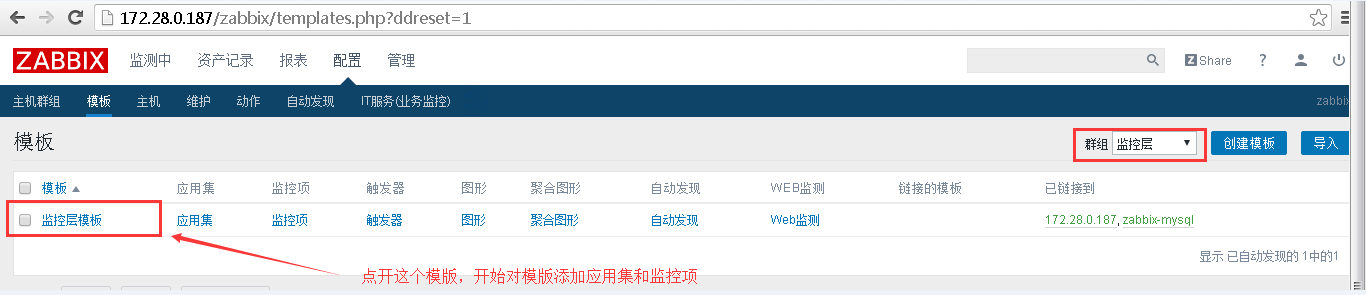 172.28.0.187/zabbix/templates.php?ddreset=1
ZABBIX 监测中 资产记录 报表 配置 管理 Z Share ?
主机群组 模板 主机 维护 动作 自动发现 IT服务(业务监控) zabbix
模板 群组 监控层 创建模板 导入
模板 应用集 监控项 触发器 图形 聚合图形 自动发现 WEB监测 链接的模板 已链接到
监控层模板 应用集 监控项 触发器 图形 聚合图形 自动发现 Web监测 172.28.0.187, zabbix-mysql
显示 已自动发现的 1中的1
点开这个模版，开始对模版添加应用集和监控项